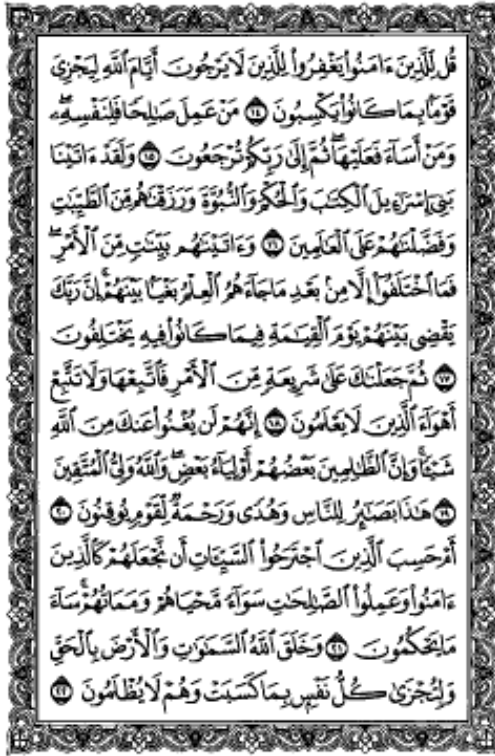 قُل لِّلَّذِينَ ءَامَنُوا۟ يَغْفِرُوا۟ لِلَّذِينَ لَا يَرْجُونَ أَيَّامَ ٱللَّهِ لِيَجْزِىَ
قَوْمًۢا بِمَا كَانُوا۟ يَكْسِبُونَ ١٤ مَنْ عَمِلَ صَٰلِحًا فَلِنَفْسِهِۦ ۖ
وَمَنْ أَسَآءَ فَعَلَيْهَا ۖ ثُمَّ إِلَىٰ رَبِّكُمْ تُرْجَعُونَ ١٥ وَلَقَدْ ءَاتَيْنَا
بَنِىٓ إِسْرَٰٓءِيلَ ٱلْكِتَٰبَ وَٱلْحُكْمَ وَٱلنُّبُوَّةَ وَرَزَقْنَٰهُم مِّنَ ٱلطَّيِّبَٰتِ
وَفَضَّلْنَٰهُمْ عَلَى ٱلْعَٰلَمِينَ ١٦ وَءَاتَيْنَٰهُم بَيِّنَٰتٍ مِّنَ ٱلْأَمْرِ ۖ
فَمَا ٱخْتَلَفُوٓا۟ إِلَّا مِنۢ بَعْدِ مَا جَآءَهُمُ ٱلْعِلْمُ بَغْيًۢا بَيْنَهُمْ ۚ إِنَّ رَبَّكَ
يَقْضِى بَيْنَهُمْ يَوْمَ ٱلْقِيَٰمَةِ فِيمَا كَانُوا۟ فِيهِ يَخْتَلِفُونَ
١٧ ثُمَّ جَعَلْنَٰكَ عَلَىٰ شَرِيعَةٍ مِّنَ ٱلْأَمْرِ فَٱتَّبِعْهَا وَلَا تَتَّبِعْ
أَهْوَآءَ ٱلَّذِينَ لَا يَعْلَمُونَ ١٨ إِنَّهُمْ لَن يُغْنُوا۟ عَنكَ مِنَ ٱللَّهِ
شَيْـًٔا ۚ وَإِنَّ ٱلظَّٰلِمِينَ بَعْضُهُمْ أَوْلِيَآءُ بَعْضٍ ۖ وَٱللَّهُ وَلِىُّ ٱلْمُتَّقِينَ
١٩ هَٰذَا بَصَٰٓئِرُ لِلنَّاسِ وَهُدًى وَرَحْمَةٌ لِّقَوْمٍ يُوقِنُونَ ٢٠
أَمْ حَسِبَ ٱلَّذِينَ ٱجْتَرَحُوا۟ ٱلسَّيِّـَٔاتِ أَن نَّجْعَلَهُمْ كَٱلَّذِينَ
ءَامَنُوا۟ وَعَمِلُوا۟ ٱلصَّٰلِحَٰتِ سَوَآءً مَّحْيَاهُمْ وَمَمَاتُهُمْ ۚ سَآءَ
مَا يَحْكُمُونَ ٢١ وَخَلَقَ ٱللَّهُ ٱلسَّمَٰوَٰتِ وَٱلْأَرْضَ بِٱلْحَقِّ
وَلِتُجْزَىٰ كُلُّ نَفْسٍۭ بِمَا كَسَبَتْ وَهُمْ لَا يُظْلَمُونَ ٢٢